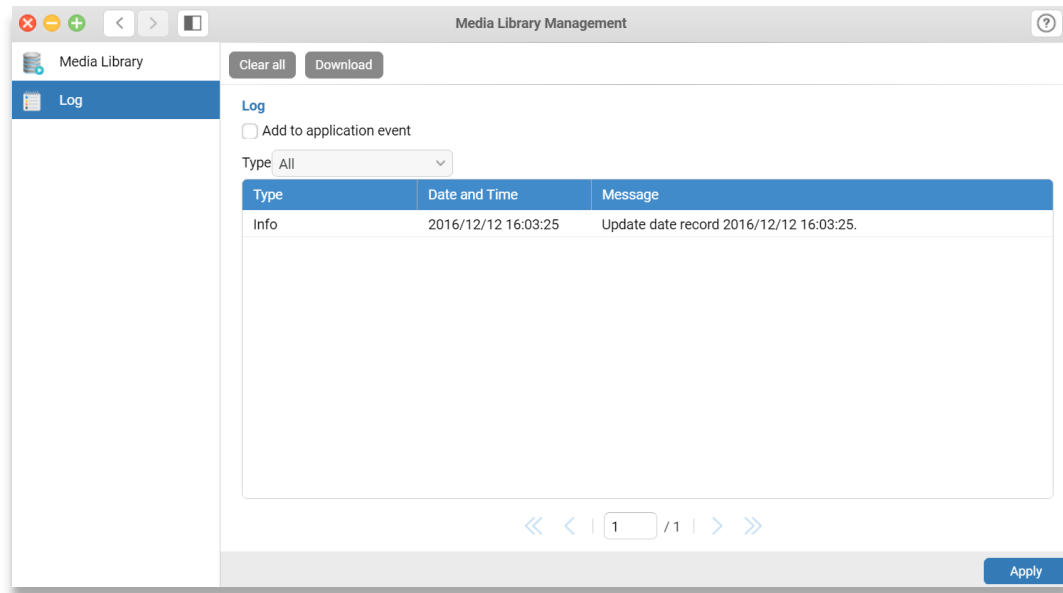 Media Library Management
?
Media Library
Log
Clear all Download
Log
Add to application event
Type All
Type Date and Time Message
Info 2016/12/12 16:03:25 Update date record 2016/12/12 16:03:25.
1 / 1
Apply